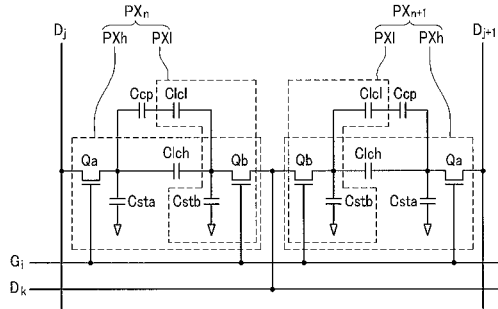 PXn PXn+1
Dj PXh PXl PXl PXh Dj+1
Ccp Clcl Clcl Ccp
Qa Clch Qb Qb Clch Qa
Csta Cstb Cstb Csta
Gi
Dk